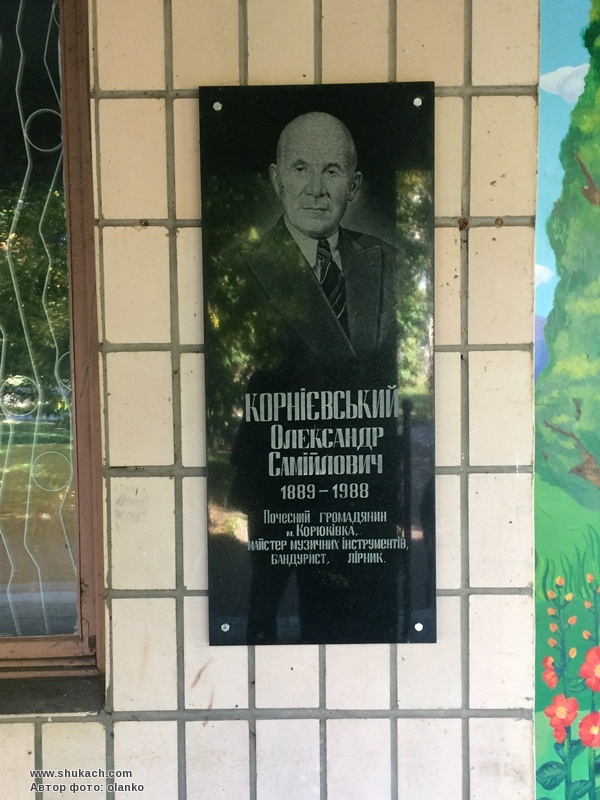 КОРНІЄВСЬКИЙ
ОЛЕКСАНДР
САМІЙЛОВИЧ
1889 – 1988
ПОЧЕСНИЙ ГРОМАДЯНИН
м. КОРЮКІВКА,
МАЙСТЕР МУЗИЧНИХ ІНСТРУМЕНТІВ,
БАНДУРИСТ, ЛІРНИК.
www.shukach.com
Автор фото: olanko